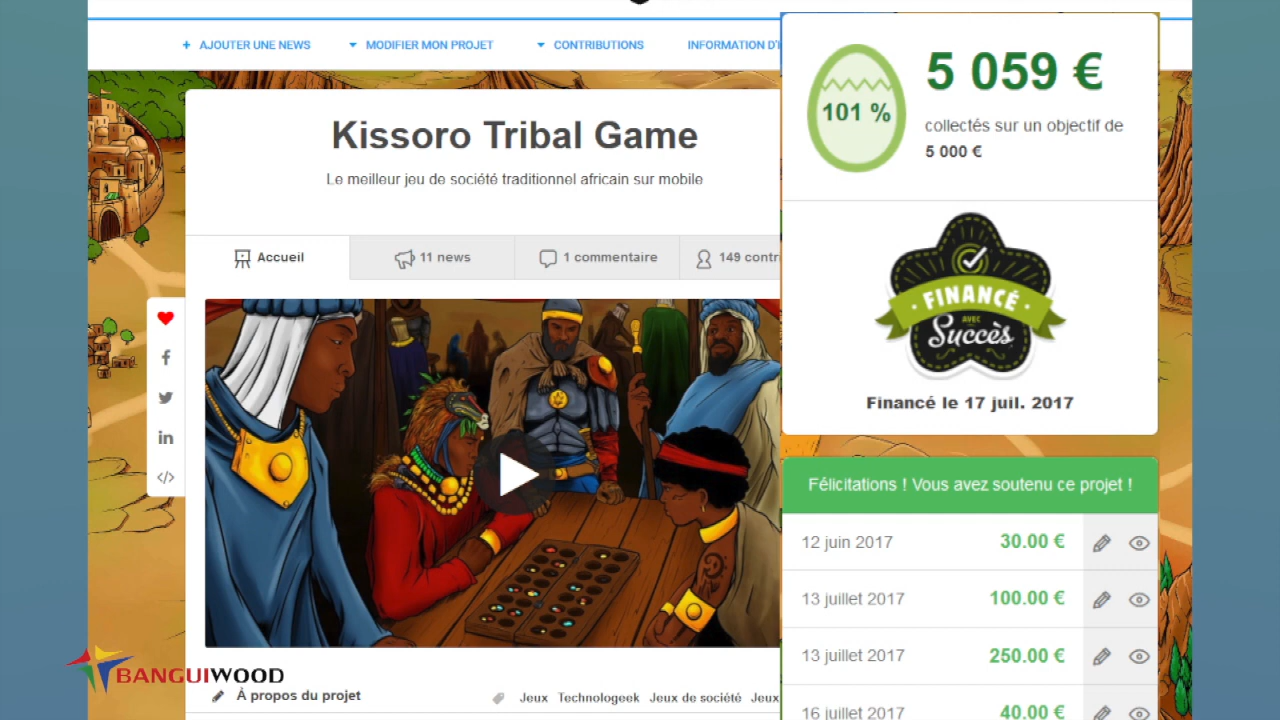 AJOUTER UNE NEWS
MODIFIER MON PROJET
CONTRIBUTIONS
INFORMATION
Kissoro Tribal Game
Le meilleur jeu de société traditionnel africain sur mobile
Accueil
11 news
1 commentaire
149
101 %
5 059 €
collectés sur un objectif de
5 000 €
FINANCÉ
AVEC
Succès
Financé le 17 juil. 2017
Félicitations ! Vous avez soutenu ce projet !
12 juin 2017 30.00 €
13 juillet 2017 100.00 €
13 juillet 2017 250.00 €
16 juillet 2017 40.00 €
BANGUIWOOD
À propos du projet
Jeux Technologeek Jeux de société Jeux